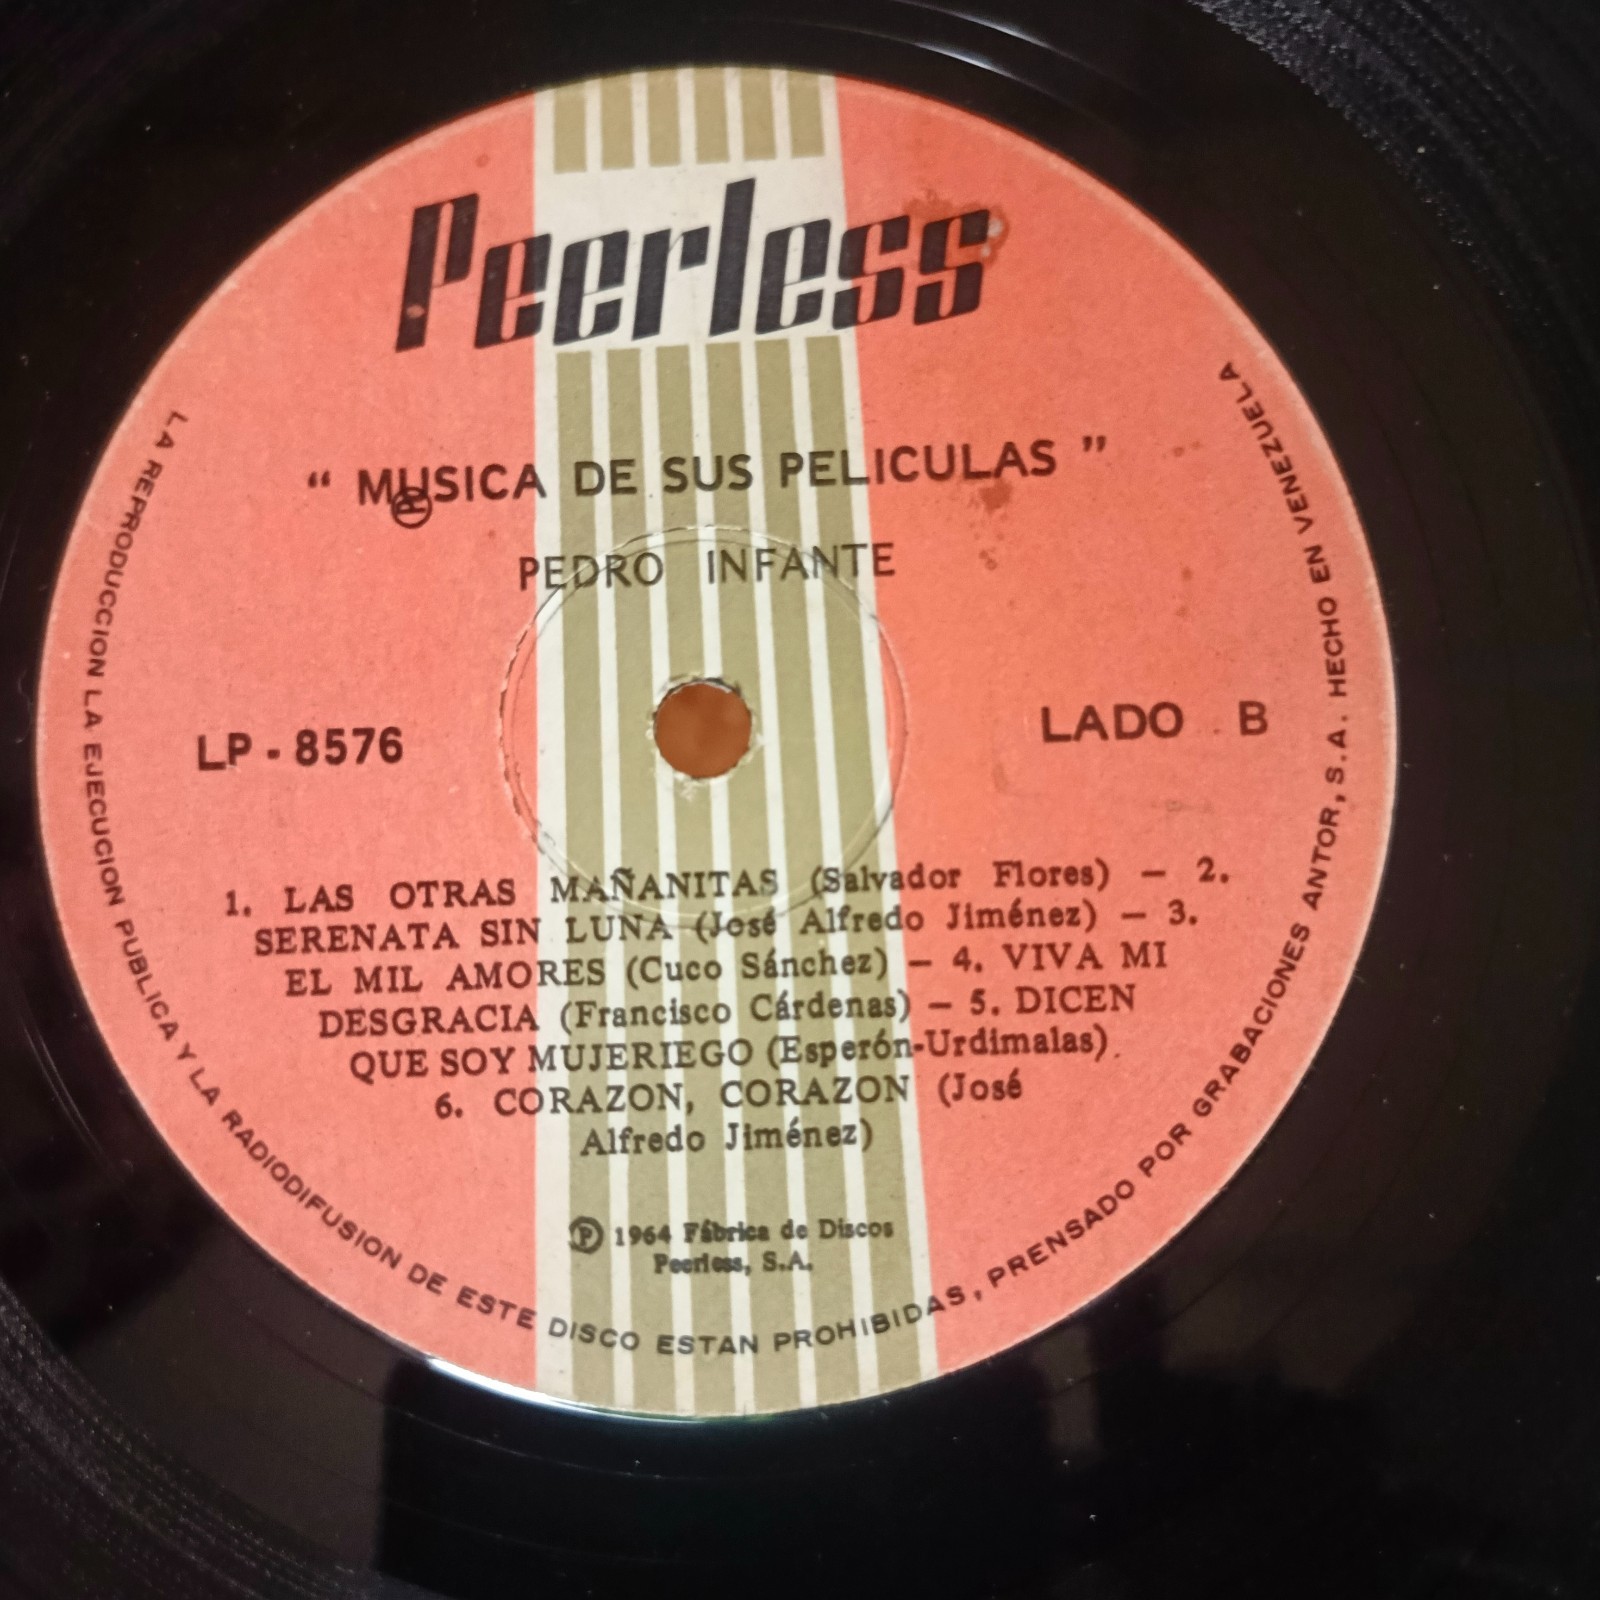 Peerless
" MUSICA DE SUS PELICULAS "
®
PEDRO INFANTE
LP - 8576
LADO B
1. LAS OTRAS MAÑANITAS (Salvador Flores) — 2.
SERENATA SIN LUNA (José Alfredo Jiménez) — 3.
EL MIL AMORES (Cuco Sánchez) — 4. VIVA MI
DESGRACIA (Francisco Cárdenas) — 5. DICEN
QUE SOY MUJERIEGO (Esperón-Urdimalas).
6. CORAZON, CORAZON (José
Alfredo Jiménez)
℗ 1964 Fábrica de Discos
Peerless, S.A.
LA REPRODUCCION LA EJECUCION PUBLICA Y LA RADIODIFUSION DE ESTE DISCO ESTAN PROHIBIDAS, PRENSADO POR GRABACIONES ANTOR, S.A. HECHO EN VENEZUELA